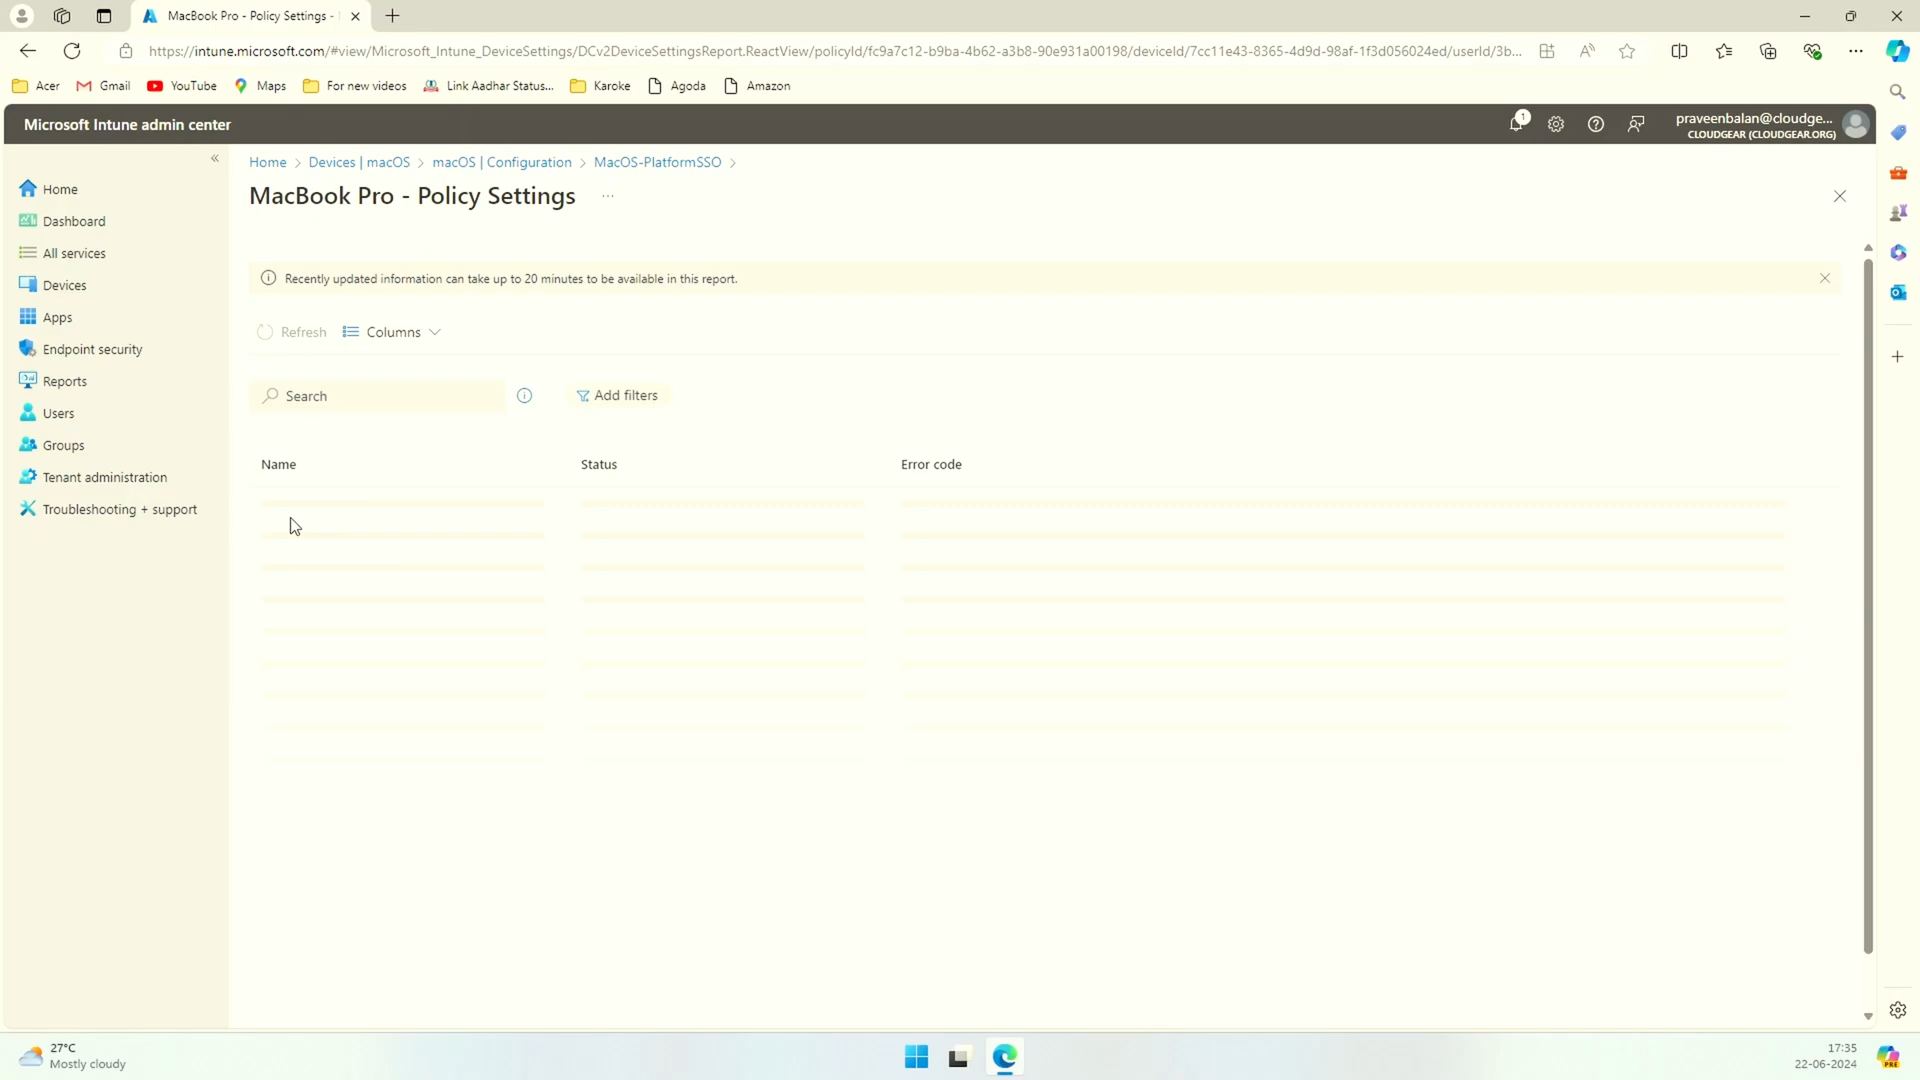 MacBook Pro - Policy Settings -
https://intune.microsoft.com/#view/Microsoft_Intune_DeviceSettings/DCv2DeviceSettingsReport.ReactView/policyId/fc9a7c12-b9ba-4b62-a3b8-90e931a00198/deviceId/7cc11e43-8365-4d9d-98af-1f3d056024ed/userId/3b...
Acer
Gmail
YouTube
Maps
For new videos
Link Aadhar Status...
Karoke
Agoda
Amazon
Microsoft Intune admin center
1
praveenbalan@cloudge...
CLOUDGEAR (CLOUDGEAR.ORG)
Home > Devices | macOS > macOS | Configuration > MacOS-PlatformSSO >
MacBook Pro - Policy Settings ...
Home
Dashboard
All services
Devices
Apps
Endpoint security
Reports
Users
Groups
Tenant administration
Troubleshooting + support
Recently updated information can take up to 20 minutes to be available in this report.
Refresh
Columns
Search
Add filters
Name
Status
Error code
27°C
Mostly cloudy
17:35
22-06-2024
PRE